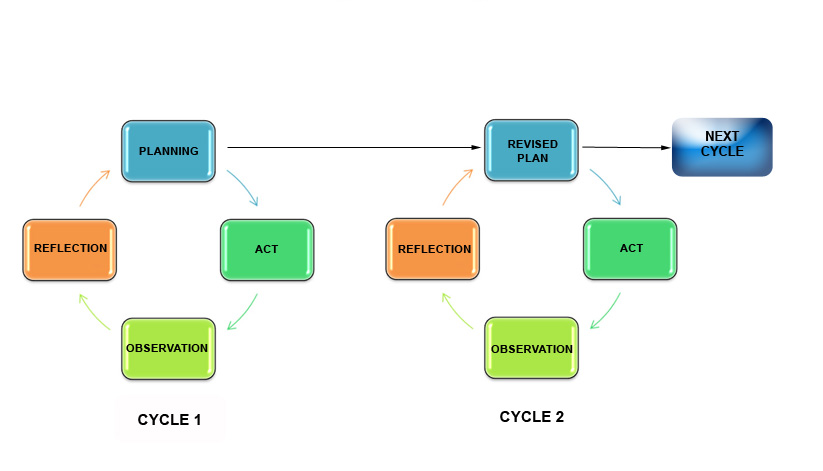 PLANNING
REFLECTION
ACT
OBSERVATION
CYCLE 1
REVISED
PLAN
REFLECTION
ACT
OBSERVATION
CYCLE 2
NEXT
CYCLE